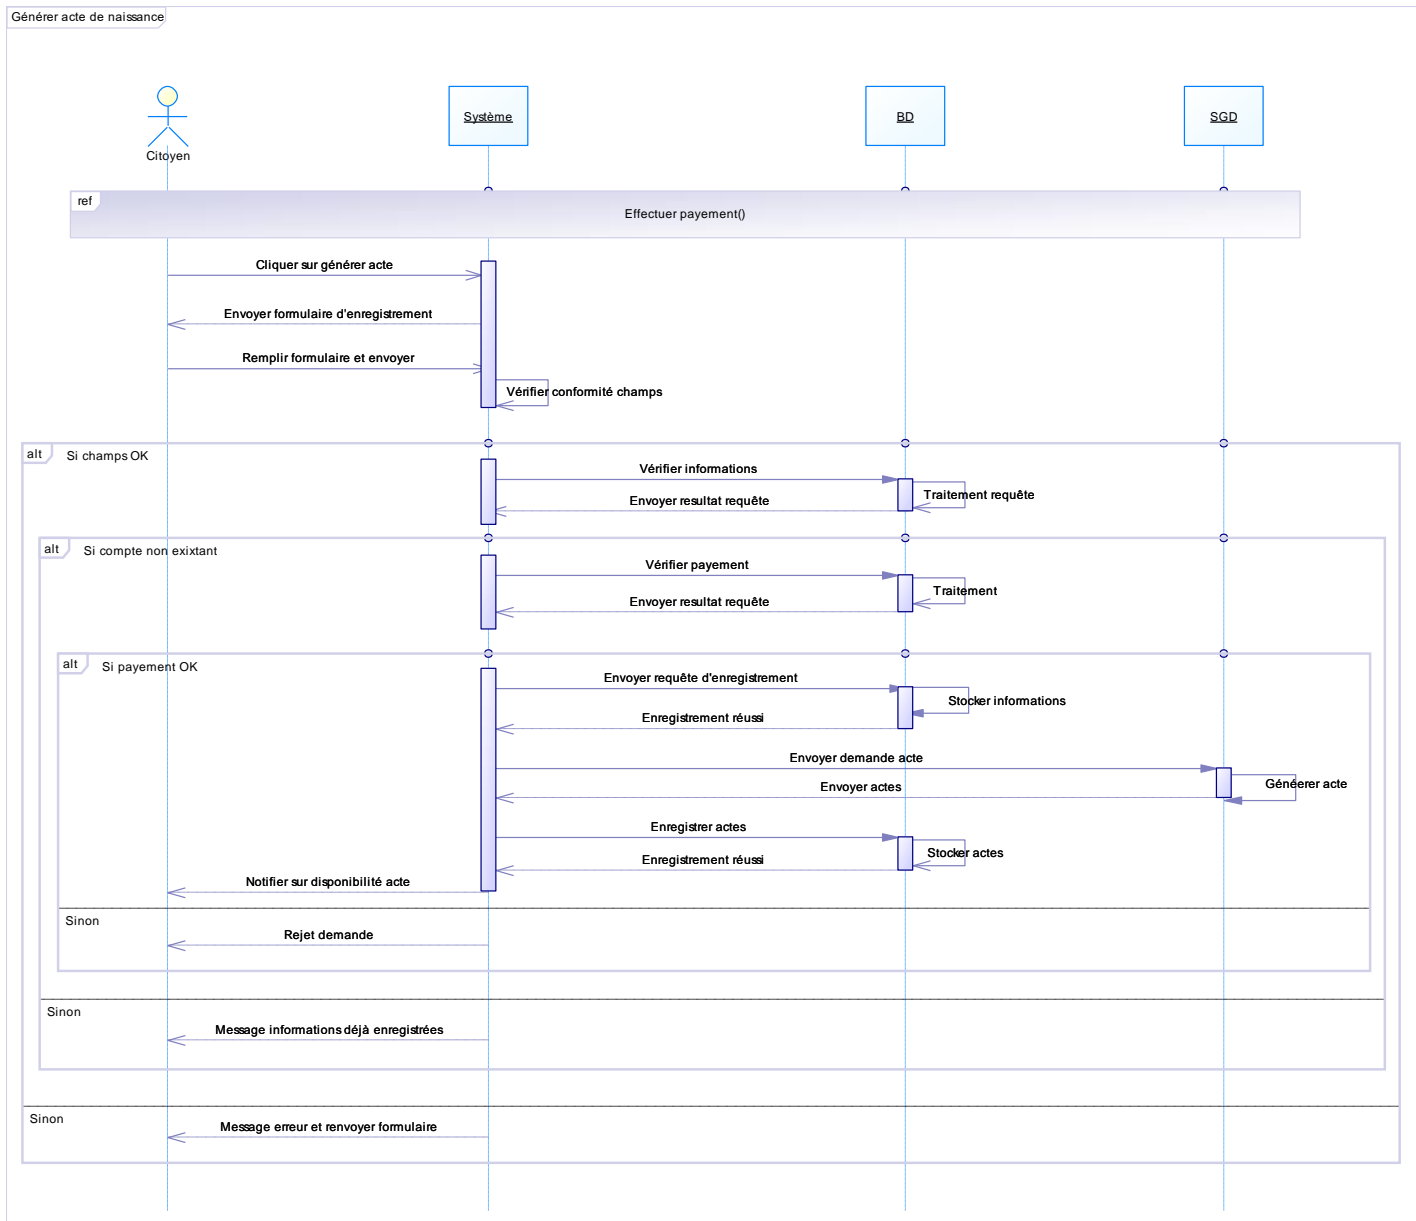 Générer acte de naissance
Citoyen
Système
BD
SGD
ref
Effectuer payement()
Cliquer sur générer acte
Envoyer formulaire d'enregistrement
Remplir formulaire et envoyer
Vérifier conformité champs
alt
Si champs OK
Vérifier informations
Traitement requête
Envoyer resultat requête
alt
Si compte non exixtant
Vérifier payement
Traitement
Envoyer resultat requête
alt
Si payement OK
Envoyer requête d'enregistrement
Stocker informations
Enregistrement réussi
Envoyer demande acte
Généerer acte
Envoyer actes
Enregistrer actes
Stocker actes
Enregistrement réussi
Notifier sur disponibilité acte
Sinon
Rejet demande
Sinon
Message informations déjà enregistrées
Sinon
Message erreur et renvoyer formulaire